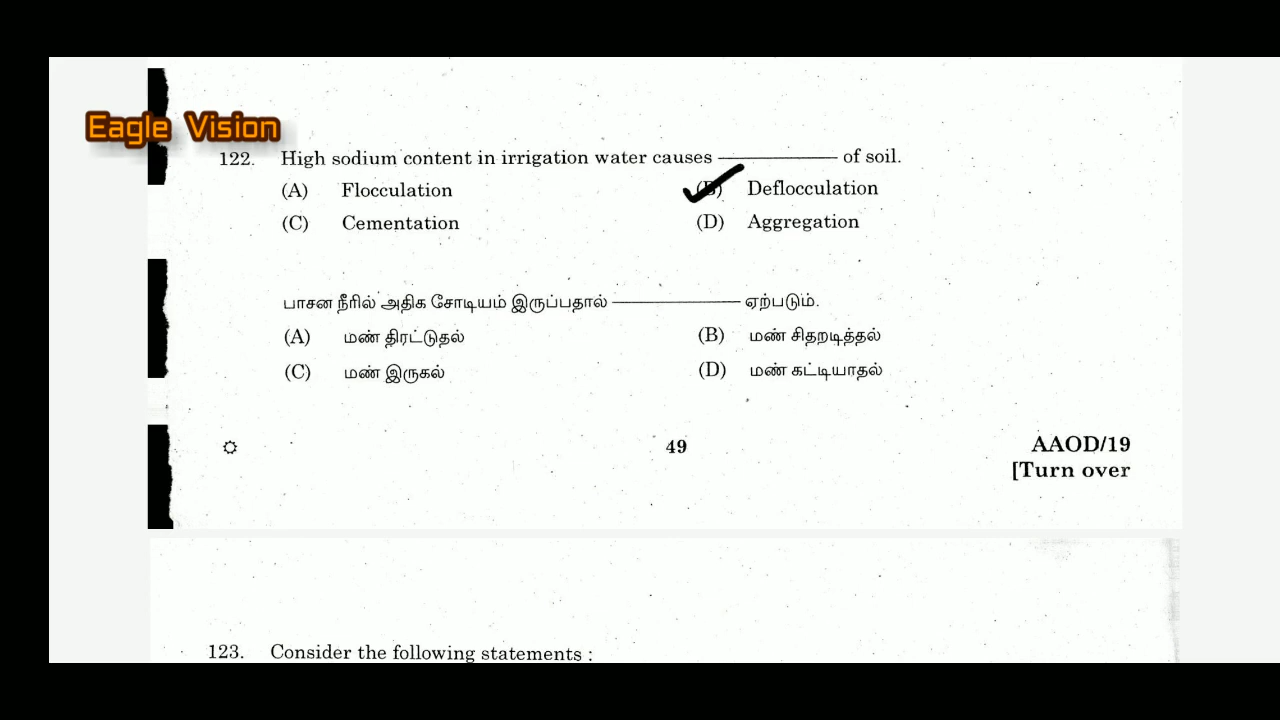 Eagle Vision
122. High sodium content in irrigation water causes ———— of soil.
(A) Flocculation (B) Deflocculation
(C) Cementation (D) Aggregation
பாசன நீரில் அதிக சோடியம் இருப்பதால் ———— ஏற்படும்.
(A) மண் திரட்டுதல் (B) மண் சிதறடித்தல்
(C) மண் இருகல் (D) மண் கட்டியாதல்
49
AAOD/19
[Turn over
123. Consider the following statements :